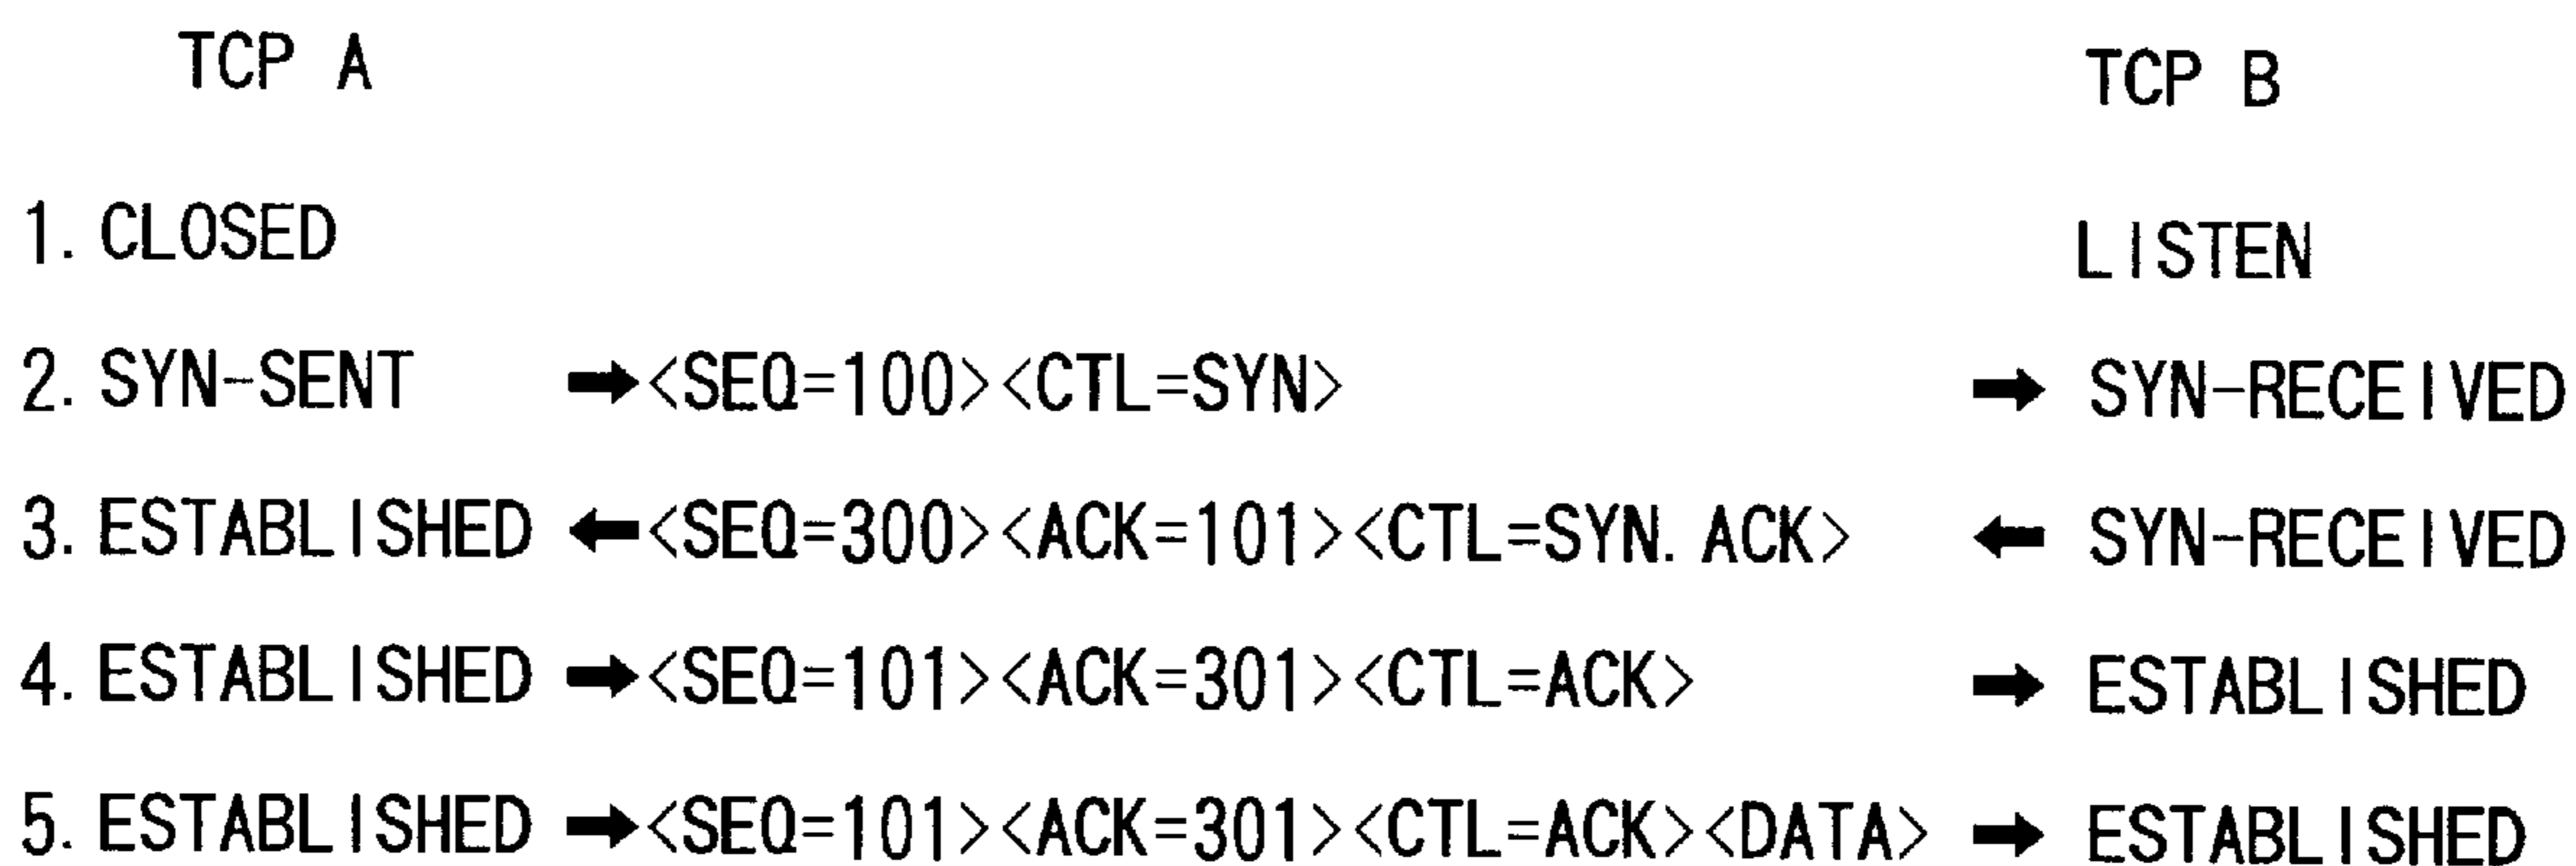 TCP A TCP B
1. CLOSED LISTEN
2. SYN-SENT ➡<SEQ=100><CTL=SYN> ➡ SYN-RECEIVED
3. ESTABLISHED ⬅<SEQ=300><ACK=101><CTL=SYN. ACK> ⬅ SYN-RECEIVED
4. ESTABLISHED ➡<SEQ=101><ACK=301><CTL=ACK> ➡ ESTABLISHED
5. ESTABLISHED ➡<SEQ=101><ACK=301><CTL=ACK><DATA> ➡ ESTABLISHED